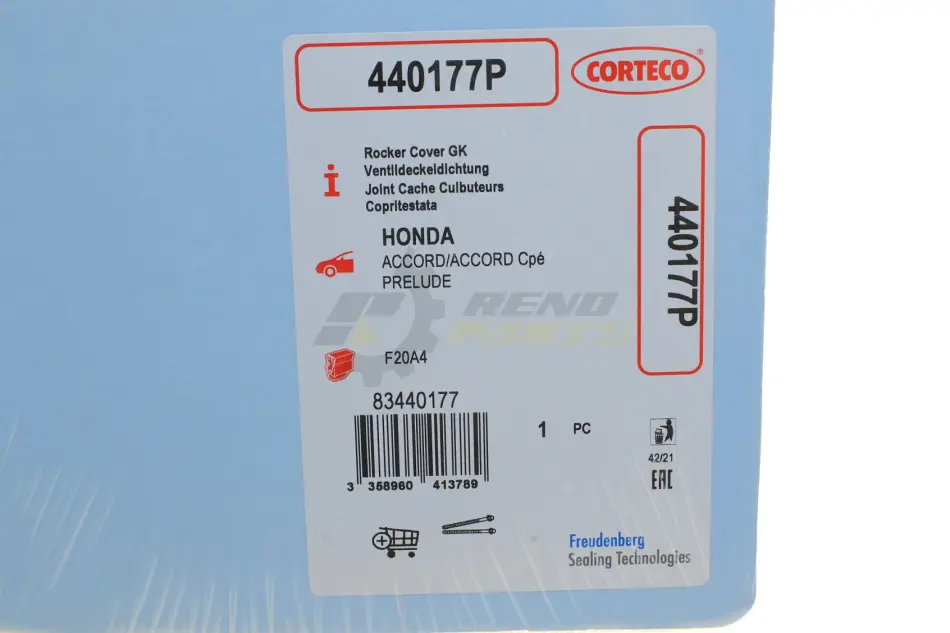 440177P
CORTECO®
Rocker Cover GK
Ventildeckeldichtung
Joint Cache Culbuteurs
Copritestata
HONDA
ACCORD/ACCORD Cpé
PRELUDE
440177P
RENO
PARTS
F20A4
83440177
1 PC
3 358960 413789
42/21
EAC
Freudenberg
Sealing Technologies